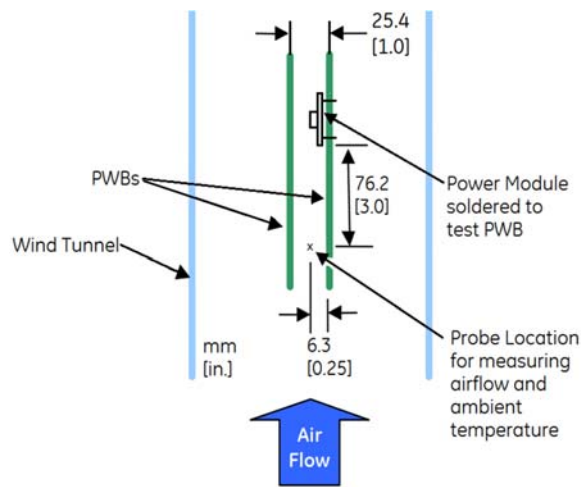 25.4
[1.0]
PWBs
76.2
[3.0]
Power Module
soldered to
test PWB
Wind Tunnel
x
mm
[in.]
6.3
[0.25]
Probe Location
for measuring
airflow and
ambient
temperature
Air
Flow